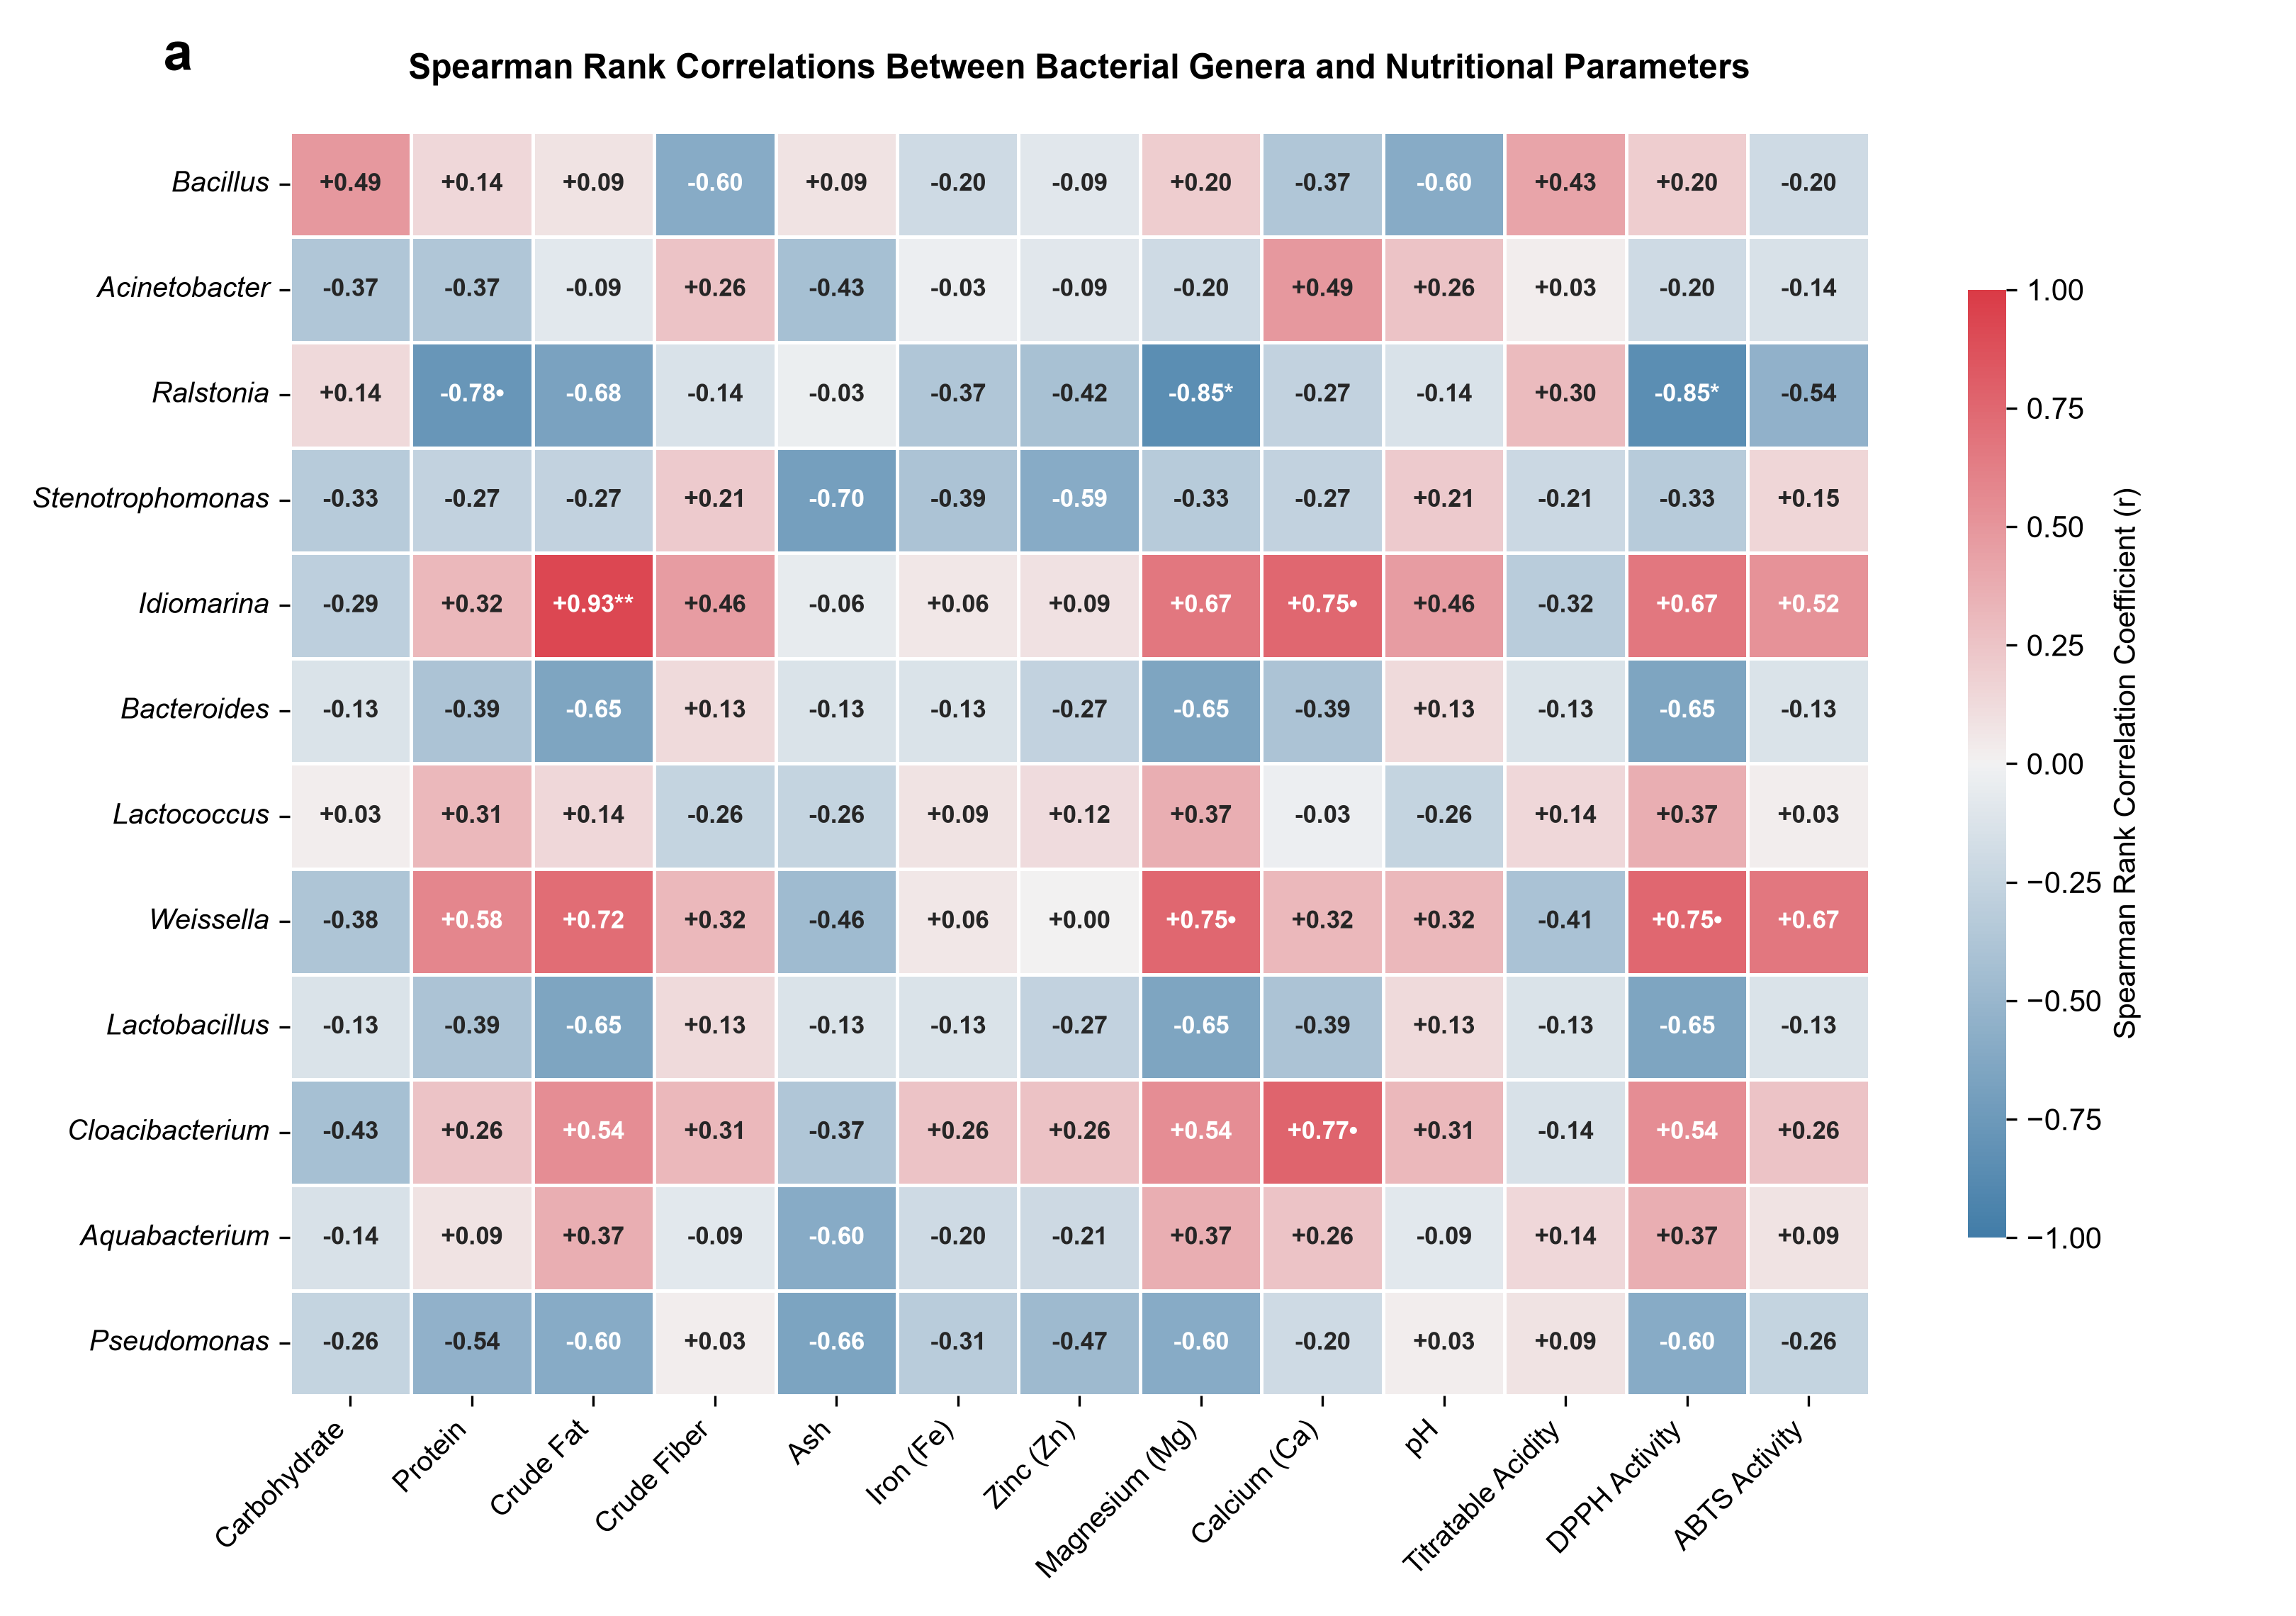 a
Spearman Rank Correlations Between Bacterial Genera and Nutritional Parameters
Bacillus +0.49 +0.14 +0.09 -0.60 +0.09 -0.20 -0.09 +0.20 -0.37 -0.60 +0.43 +0.20 -0.20
Acinetobacter -0.37 -0.37 -0.09 +0.26 -0.43 -0.03 -0.09 -0.20 +0.49 +0.26 +0.03 -0.20 -0.14
Ralstonia +0.14 -0.78• -0.68 -0.14 -0.03 -0.37 -0.42 -0.85* -0.27 -0.14 +0.30 -0.85* -0.54
Stenotrophomonas -0.33 -0.27 -0.27 +0.21 -0.70 -0.39 -0.59 -0.33 -0.27 +0.21 -0.21 -0.33 +0.15
Idiomarina -0.29 +0.32 +0.93** +0.46 -0.06 +0.06 +0.09 +0.67 +0.75• +0.46 -0.32 +0.67 +0.52
Bacteroides -0.13 -0.39 -0.65 +0.13 -0.13 -0.13 -0.27 -0.65 -0.39 +0.13 -0.13 -0.65 -0.13
Lactococcus +0.03 +0.31 +0.14 -0.26 -0.26 +0.09 +0.12 +0.37 -0.03 -0.26 +0.14 +0.37 +0.03
Weissella -0.38 +0.58 +0.72 +0.32 -0.46 +0.06 +0.00 +0.75• +0.32 +0.32 -0.41 +0.75• +0.67
Lactobacillus -0.13 -0.39 -0.65 +0.13 -0.13 -0.13 -0.27 -0.65 -0.39 +0.13 -0.13 -0.65 -0.13
Cloacibacterium -0.43 +0.26 +0.54 +0.31 -0.37 +0.26 +0.26 +0.54 +0.77• +0.31 -0.14 +0.54 +0.26
Aquabacterium -0.14 +0.09 +0.37 -0.09 -0.60 -0.20 -0.21 +0.37 +0.26 -0.09 +0.14 +0.37 +0.09
Pseudomonas -0.26 -0.54 -0.60 +0.03 -0.66 -0.31 -0.47 -0.60 -0.20 +0.03 +0.09 -0.60 -0.26
Carbohydrate
Protein
Crude Fat
Crude Fiber
Ash
Iron (Fe)
Zinc (Zn)
Magnesium (Mg)
Calcium (Ca)
pH
Titratable Acidity
DPPH Activity
ABTS Activity
1.00
0.75
0.50
0.25
0.00
−0.25
−0.50
−0.75
−1.00
Spearman Rank Correlation Coefficient (r)